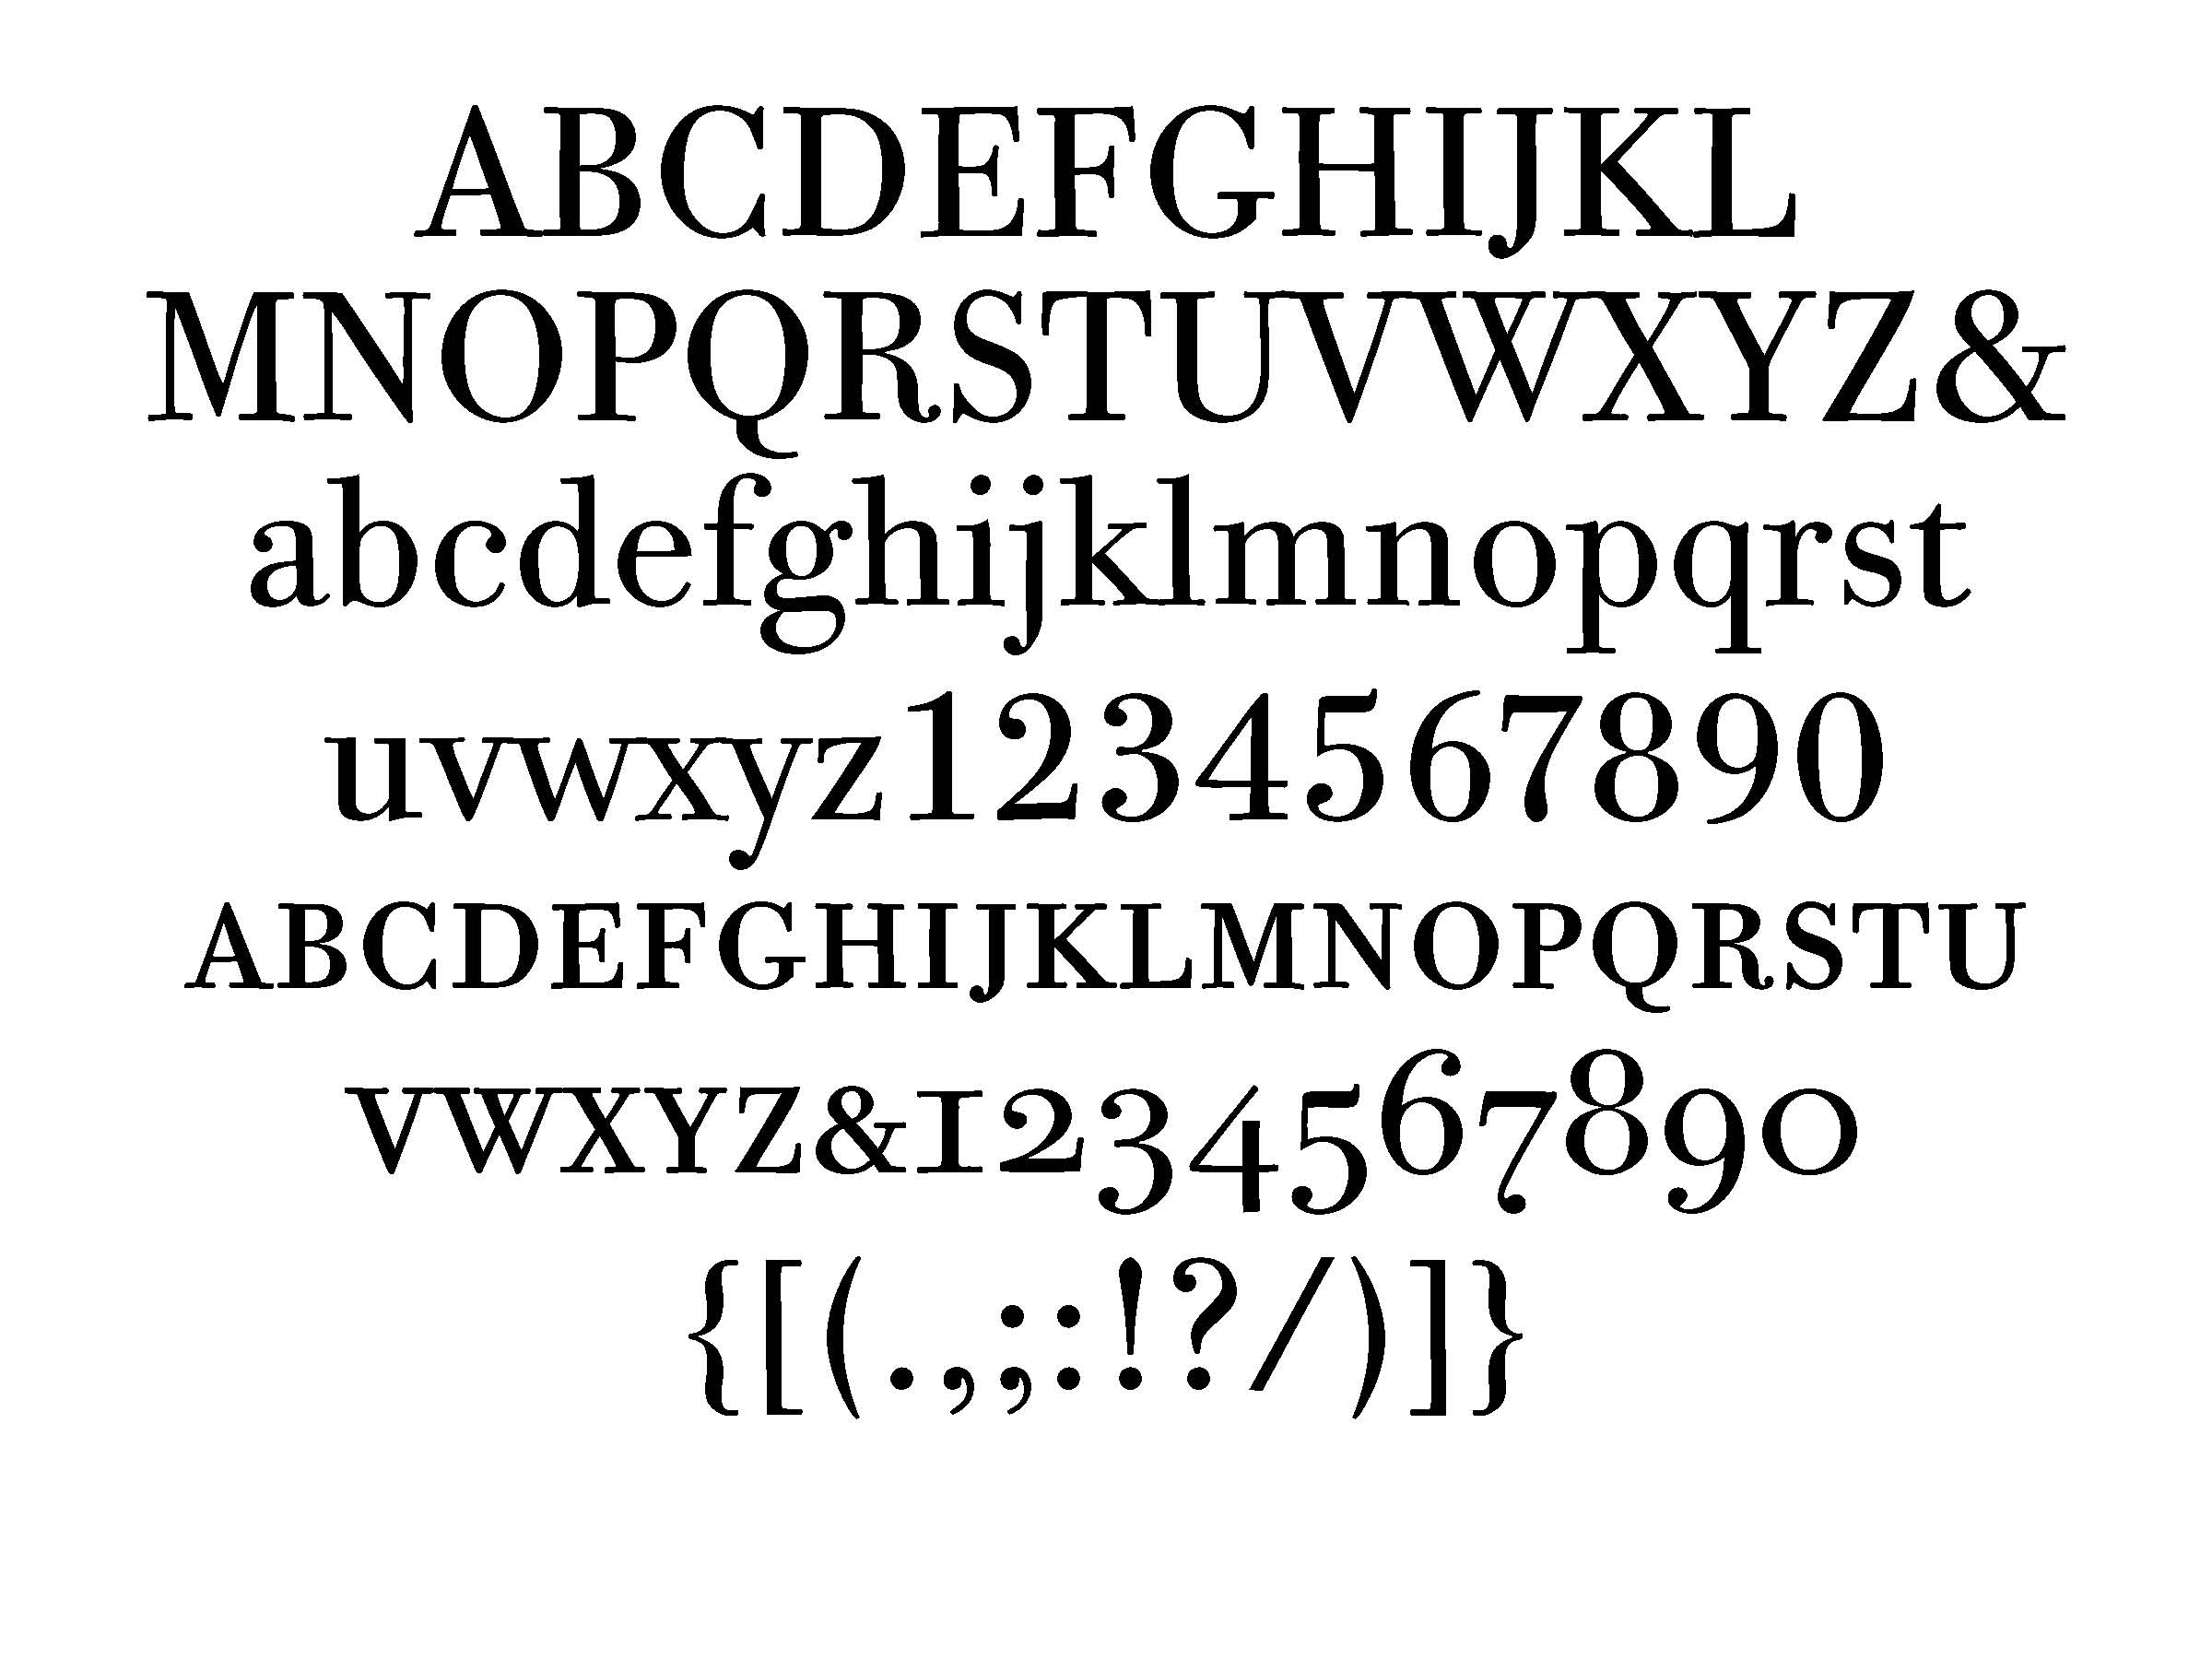 ABCDEFGHIJKL
MNOPQRSTUVWXYZ&
abcdefghijklmnopqrst
uvwxyz1234567890
ABCDEFGHIJKLMNOPQRSTU
VWXYZ&1234567890
{[(.,;:!?/)]}